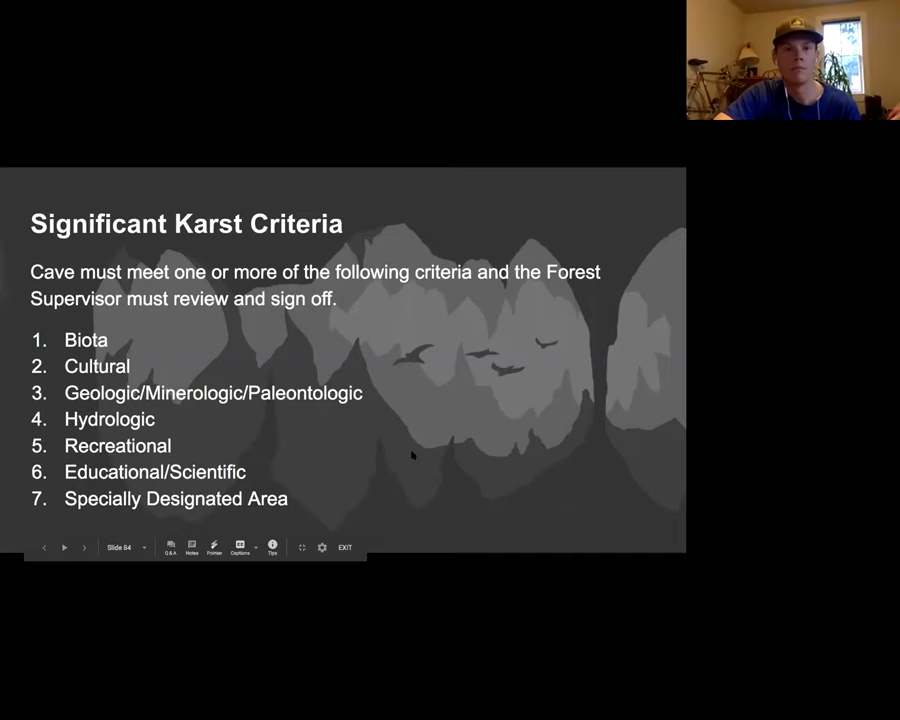 Significant Karst Criteria
Cave must meet one or more of the following criteria and the Forest
Supervisor must review and sign off.
1. Biota
2. Cultural
3. Geologic/Minerologic/Paleontologic
4. Hydrologic
5. Recreational
6. Educational/Scientific
7. Specially Designated Area
Slide 84 Q&A Notes Pointer Captions Tips EXIT